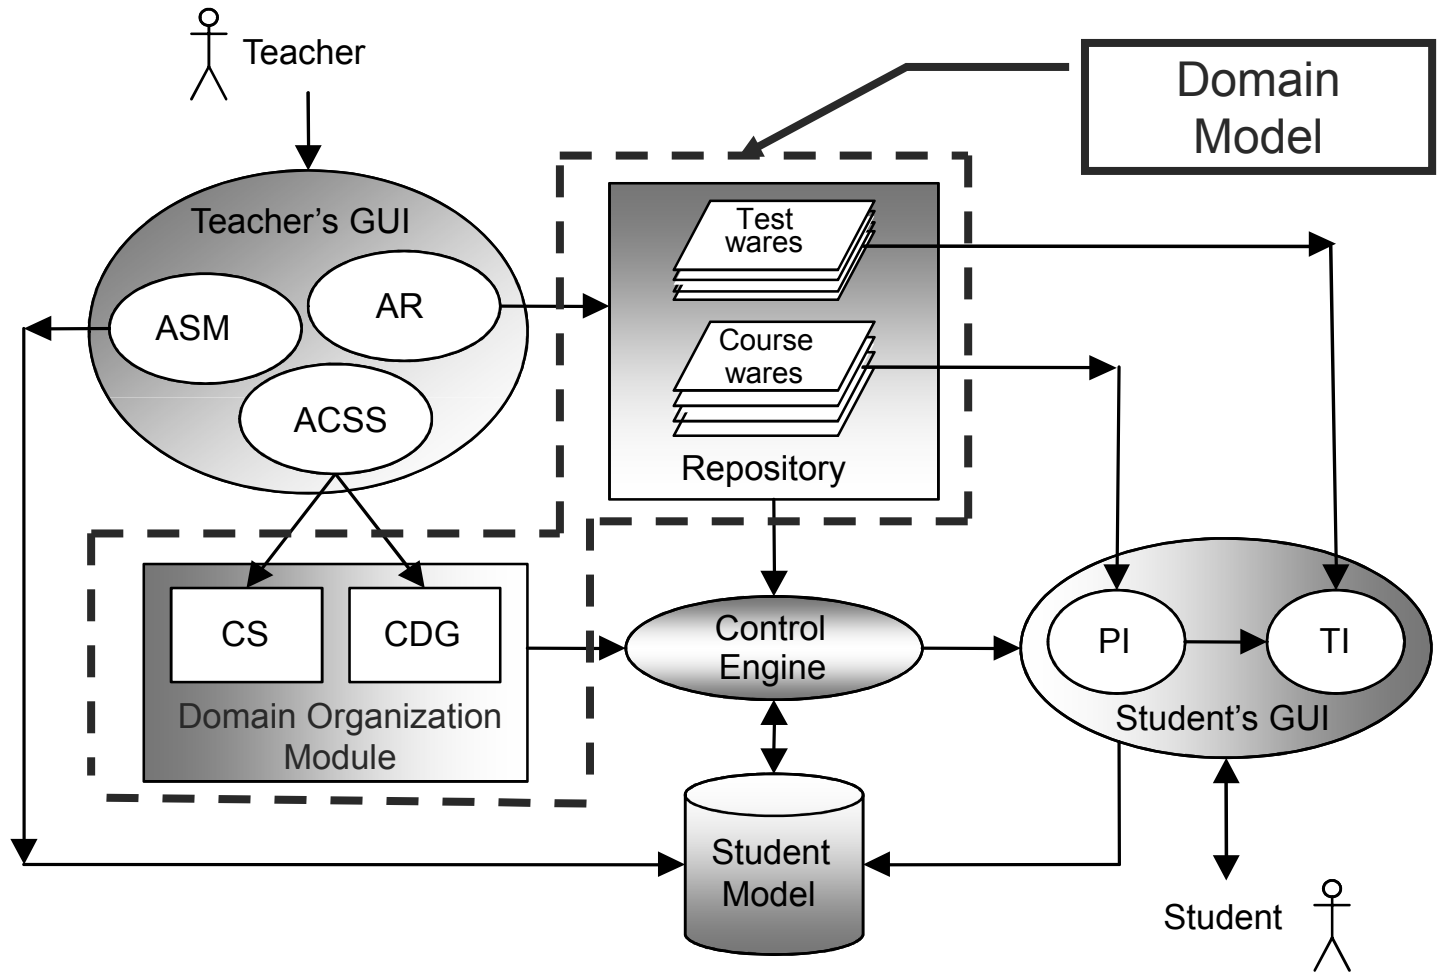 Teacher
Domain
Model
Teacher's GUI
ASM
AR
ACSS
Test
wares
Course
wares
Repository
CS
CDG
Domain Organization
Module
Control
Engine
PI
TI
Student's GUI
Student
Model
Student